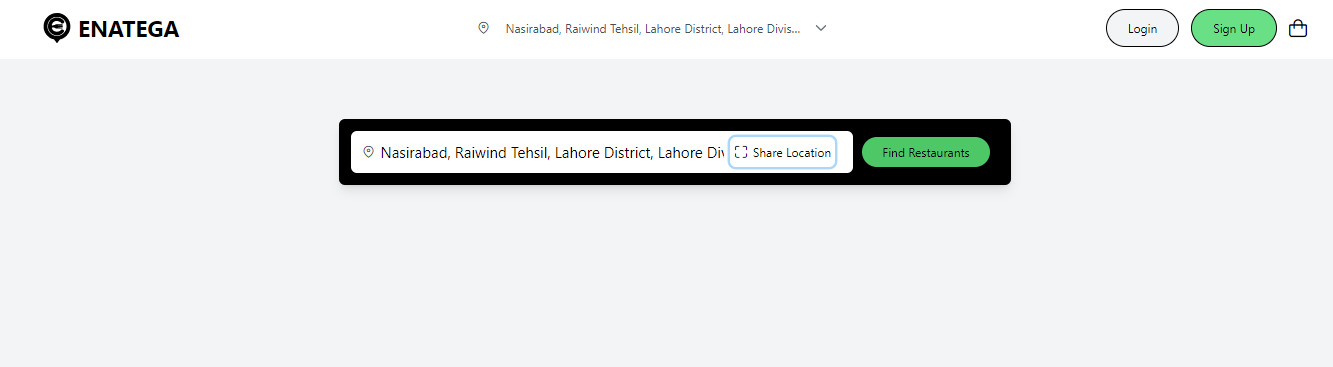 ENATEGA
Nasirabad, Raiwind Tehsil, Lahore District, Lahore Divis...
Login
Sign Up
Nasirabad, Raiwind Tehsil, Lahore District, Lahore Div
Share Location
Find Restaurants